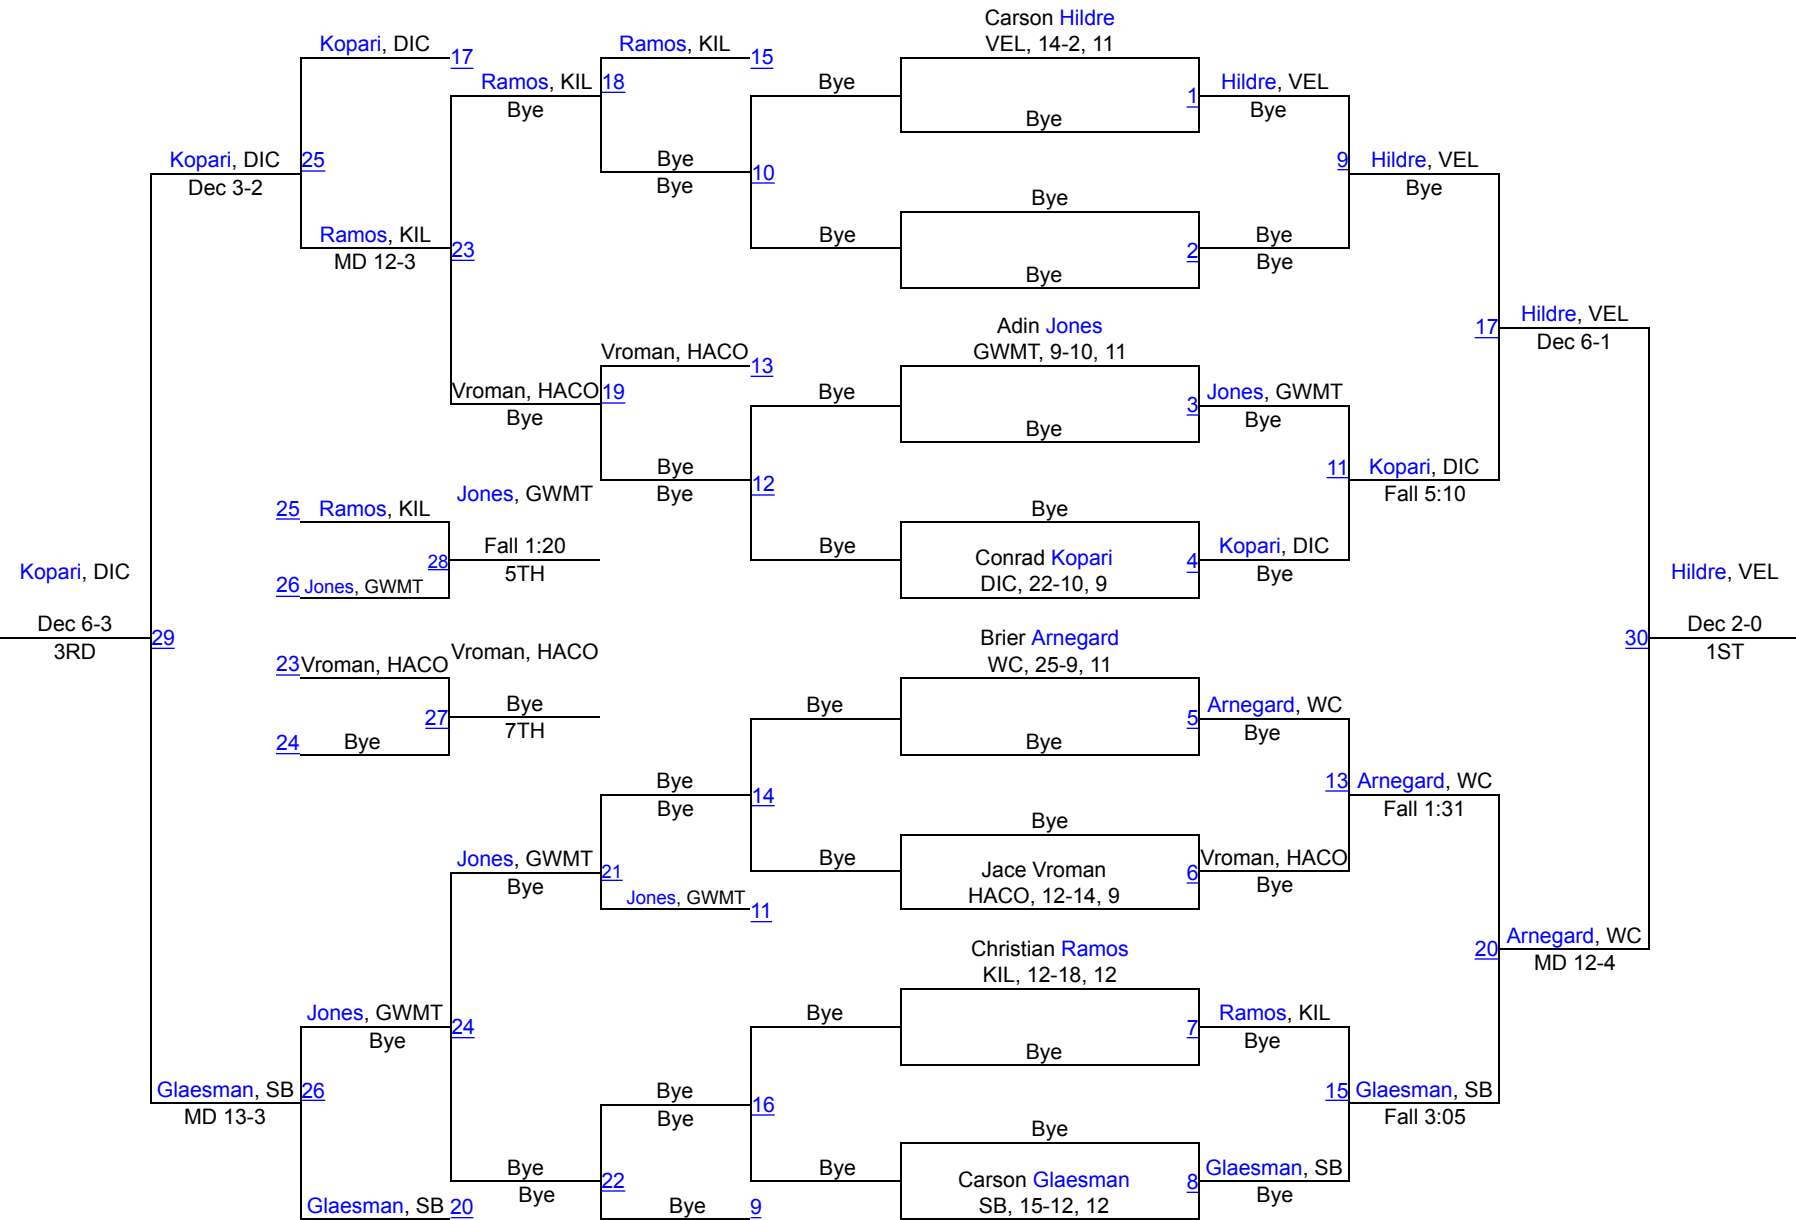 Carson Hildre
VEL, 14-2, 11
Kopari, DIC
17
Ramos, KIL
15
Ramos, KIL
18
Bye
Bye
1
Hildre, VEL
Bye
Bye
Bye
Kopari, DIC
25
Dec 3-2
Bye
10
Bye
9
Hildre, VEL
Bye
Bye
Ramos, KIL
23
MD 12-3
Bye
2
Bye
Bye
Bye
Adin Jones
GWMT, 9-10, 11
17
Hildre, VEL
Dec 6-1
Vroman, HACO
13
Vroman, HACO
19
Bye
Bye
3
Jones, GWMT
Bye
Bye
Bye
12
Bye
11
Kopari, DIC
Fall 5:10
Jones, GWMT
25
Ramos, KIL
Bye
28
Fall 1:20
5TH
Bye
Conrad Kopari
DIC, 22-10, 9
4
Kopari, DIC
Bye
26
Jones, GWMT
Kopari, DIC
Dec 6-3
3RD
29
Hildre, VEL
30
Dec 2-0
1ST
Brier Arnegard
WC, 25-9, 11
23
Vroman, HACO
Vroman, HACO
27
Bye
7TH
24
Bye
Bye
Bye
5
Arnegard, WC
Bye
Bye
14
Bye
13
Arnegard, WC
Fall 1:31
Bye
Jones, GWMT
21
Bye
Bye
Jace Vroman
HACO, 12-14, 9
6
Vroman, HACO
Bye
Jones, GWMT
11
Christian Ramos
KIL, 12-18, 12
20
Arnegard, WC
MD 12-4
Jones, GWMT
24
Bye
Bye
Bye
7
Ramos, KIL
Bye
Glaesman, SB
26
MD 13-3
Bye
16
Bye
15
Glaesman, SB
Fall 3:05
Bye
Bye
22
Bye
Bye
Carson Glaesman
SB, 15-12, 12
8
Glaesman, SB
Bye
Glaesman, SB
20
Bye
9